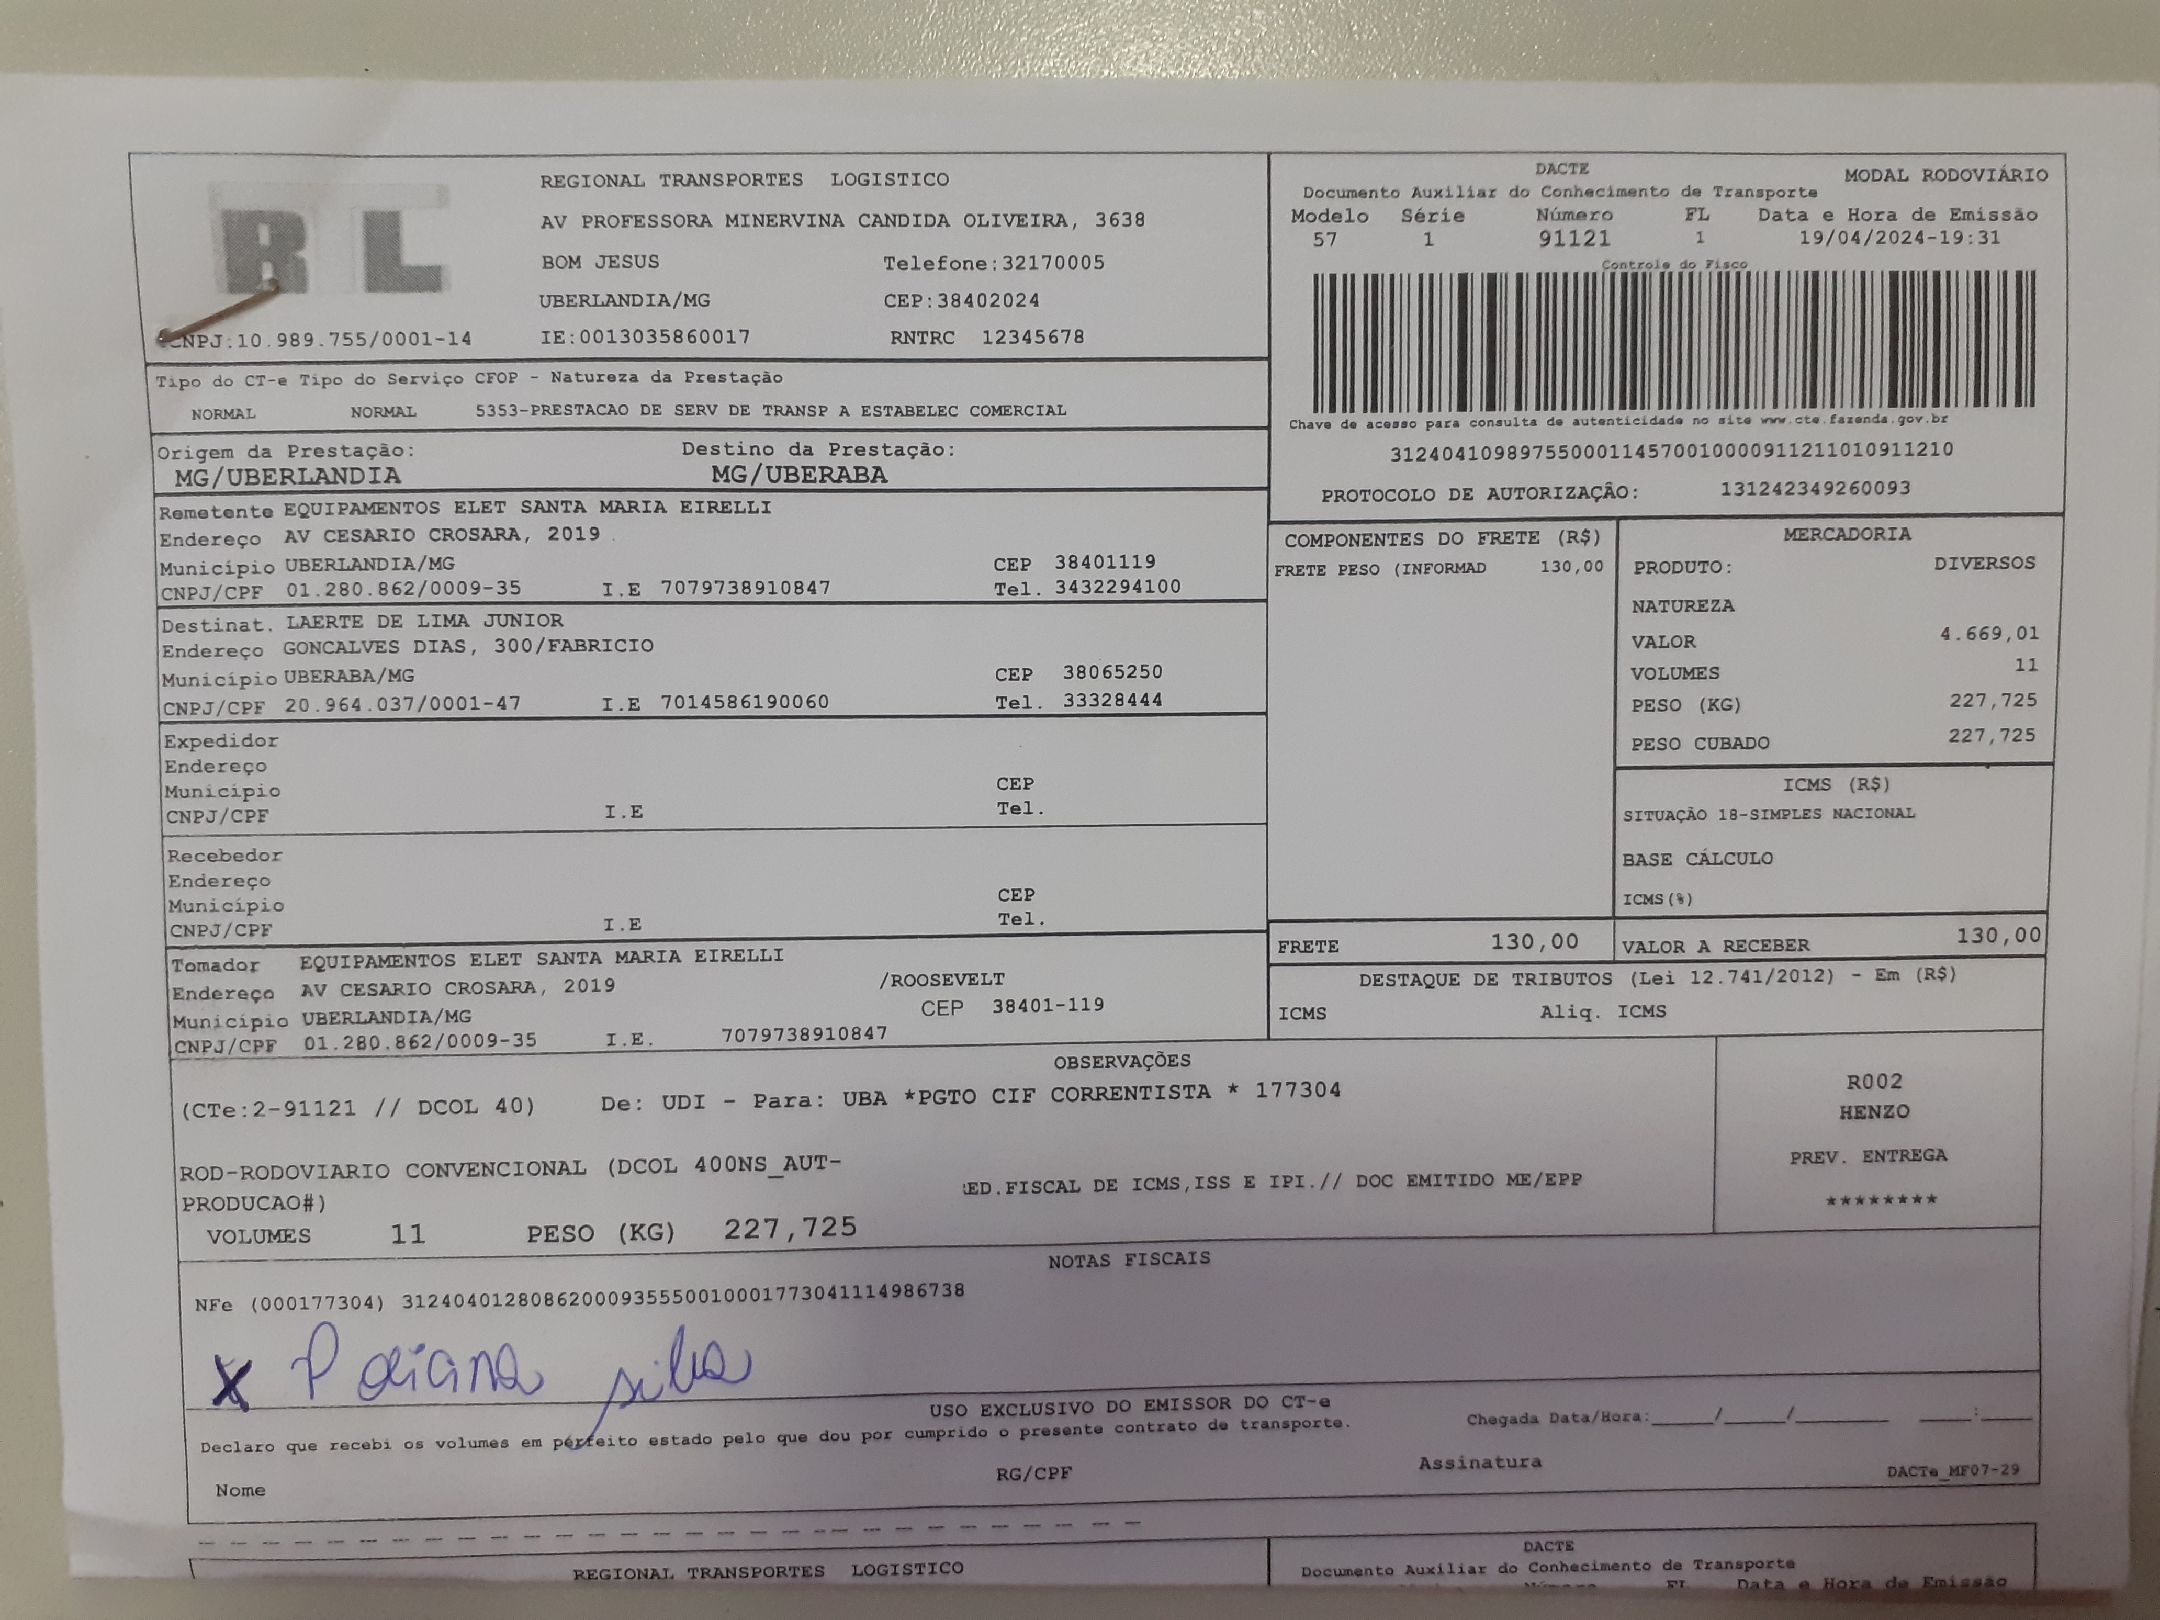 RL
REGIONAL TRANSPORTES LOGISTICO
AV PROFESSORA MINERVINA CANDIDA OLIVEIRA, 3638
BOM JESUS Telefone:32170005
UBERLANDIA/MG CEP:38402024
CNPJ:10.989.755/0001-14 IE:0013035860017 RNTRC 12345678
DACTE MODAL RODOVIÁRIO
Documento Auxiliar do Conhecimento de Transporte
Modelo Série Número FL Data e Hora de Emissão
57 1 91121 1 19/04/2024-19:31
Controle do Fisco
Chave de acesso para consulta de autenticidade no site www.cte.fazenda.gov.br
31240410989755000114570010000911211010911210
PROTOCOLO DE AUTORIZAÇÃO: 131242349260093
Tipo do CT-e Tipo do Serviço CFOP - Natureza da Prestação
NORMAL NORMAL 5353-PRESTACAO DE SERV DE TRANSP A ESTABELEC COMERCIAL
Origem da Prestação: Destino da Prestação:
MG/UBERLANDIA MG/UBERABA
Remetente EQUIPAMENTOS ELET SANTA MARIA EIRELLI
Endereço AV CESARIO CROSARA, 2019
Município UBERLANDIA/MG CEP 38401119
CNPJ/CPF 01.280.862/0009-35 I.E 7079738910847 Tel. 3432294100
Destinat. LAERTE DE LIMA JUNIOR
Endereço GONCALVES DIAS, 300/FABRICIO
Município UBERABA/MG CEP 38065250
CNPJ/CPF 20.964.037/0001-47 I.E 7014586190060 Tel. 33328444
Expedidor
Endereço
Município CEP
CNPJ/CPF I.E Tel.
Recebedor
Endereço
Município CEP
CNPJ/CPF I.E Tel.
Tomador EQUIPAMENTOS ELET SANTA MARIA EIRELLI
Endereço AV CESARIO CROSARA, 2019 /ROOSEVELT
Município UBERLANDIA/MG CEP 38401-119
CNPJ/CPF 01.280.862/0009-35 I.E. 7079738910847
COMPONENTES DO FRETE (R$)
FRETE PESO (INFORMAD 130,00
MERCADORIA
PRODUTO: DIVERSOS
NATUREZA
VALOR 4.669,01
VOLUMES 11
PESO (KG) 227,725
PESO CUBADO 227,725
ICMS (R$)
SITUAÇÃO 18-SIMPLES NACIONAL
BASE CÁLCULO
ICMS(%)
FRETE 130,00 VALOR A RECEBER 130,00
DESTAQUE DE TRIBUTOS (Lei 12.741/2012) - Em (R$)
ICMS Aliq. ICMS
OBSERVAÇÕES
(CTe:2-91121 // DCOL 40) De: UDI - Para: UBA *PGTO CIF CORRENTISTA * 177304
ROD-RODOVIARIO CONVENCIONAL (DCOL 400NS_AUT-
PRODUCAO#) ED.FISCAL DE ICMS,ISS E IPI.// DOC EMITIDO ME/EPP
VOLUMES 11 PESO (KG) 227,725
R002
HENZO
PREV. ENTREGA
********
NOTAS FISCAIS
NFe (000177304) 31240401280862000935550010001773041114986738
X Poliana silva
USO EXCLUSIVO DO EMISSOR DO CT-e
Declaro que recebi os volumes em perfeito estado pelo que dou por cumprido o presente contrato de transporte.
Chegada Data/Hora:_____/_____/_______ ____:____
Nome RG/CPF Assinatura DACTe_MF07-29
REGIONAL TRANSPORTES LOGISTICO
DACTE
Documento Auxiliar do Conhecimento de Transporte
Número FL Data e Hora de Emissão